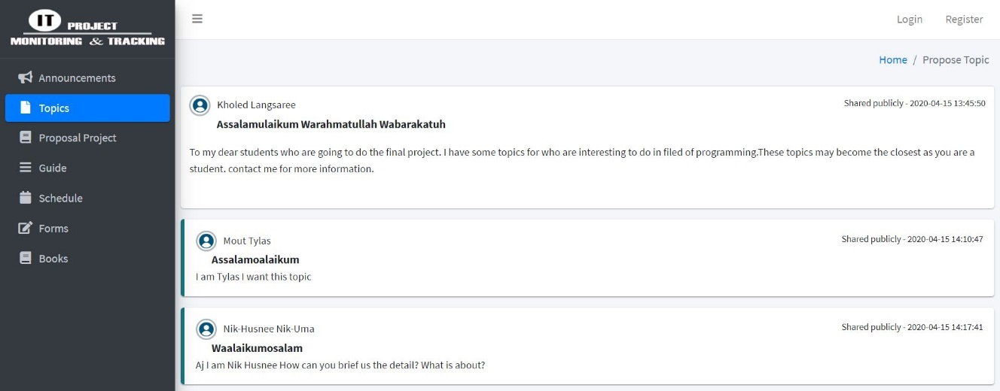 IT PROJECT
MONITORING & TRACKING
Login Register
Home / Propose Topic
Announcements
Topics
Proposal Project
Guide
Schedule
Forms
Books
Kholed Langsaree
Shared publicly - 2020-04-15 13:45:50
Assalamulaikum Warahmatullah Wabarakatuh
To my dear students who are going to do the final project. I have some topics for who are interesting to do in filed of programming.These topics may become the closest as you are a
student. contact me for more information.
Mout Tylas
Shared publicly - 2020-04-15 14:10:47
Assalamoalaikum
I am Tylas I want this topic
Nik-Husnee Nik-Uma
Shared publicly - 2020-04-15 14:17:41
Waalaikumosalam
Aj I am Nik Husnee How can you brief us the detail? What is about?